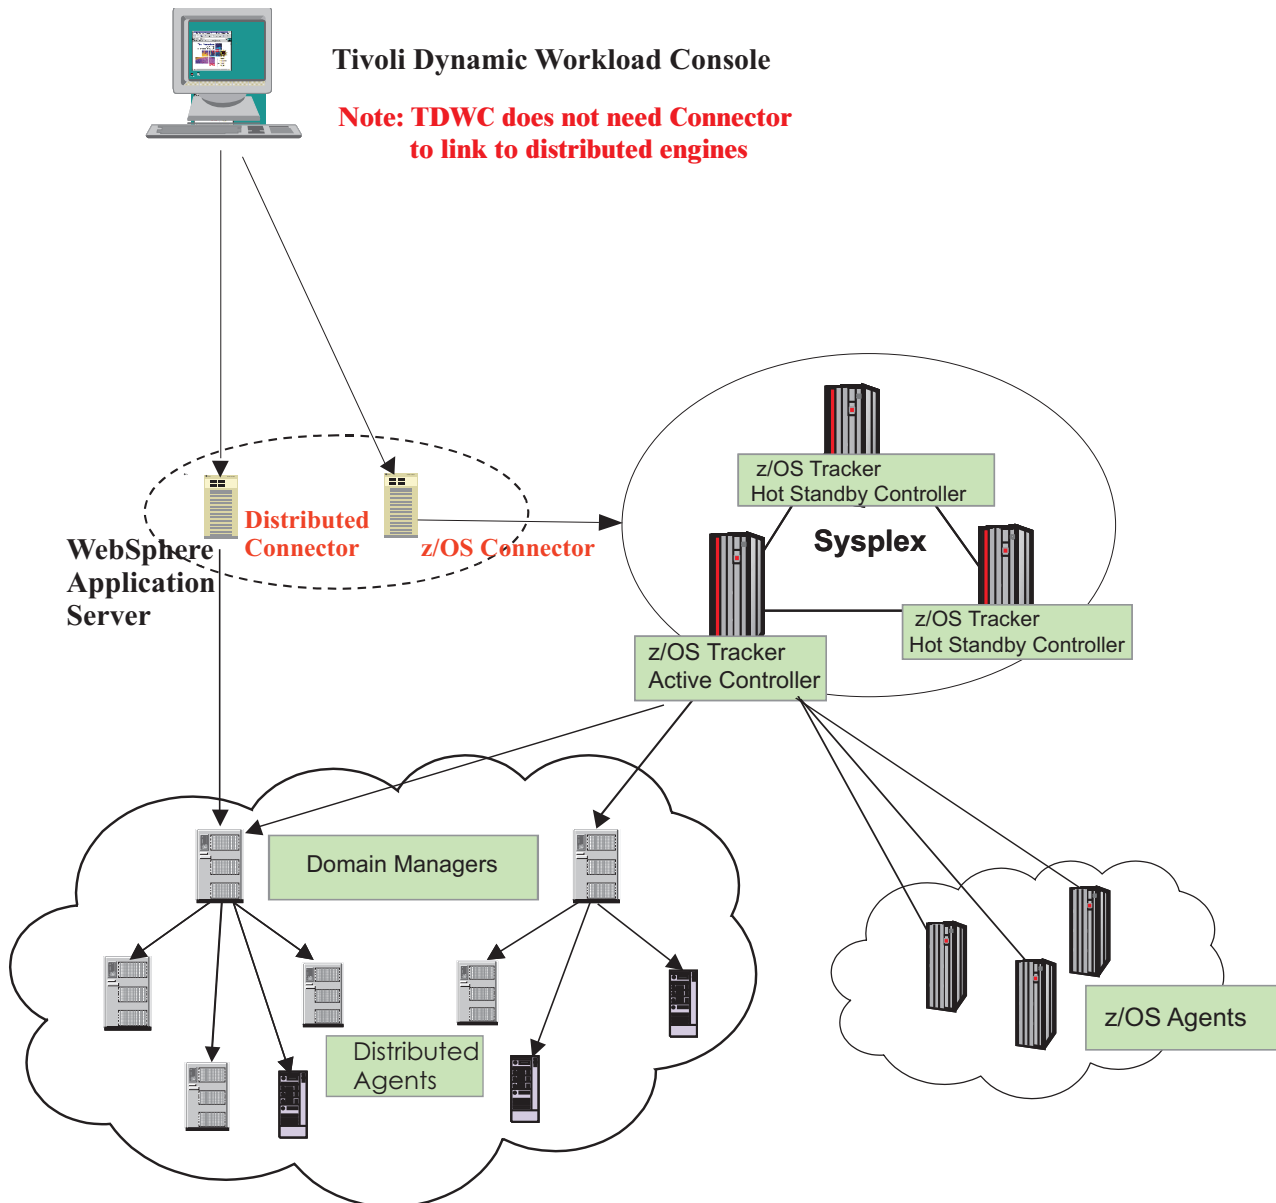 Tivoli Dynamic Workload Console
Note: TDWC does not need Connector
to link to distributed engines
z/OS Tracker
Hot Standby Controller
Distributed
Connector
z/OS Connector
WebSphere
Application
Server
Sysplex
z/OS Tracker
Hot Standby Controller
z/OS Tracker
Active Controller
Domain Managers
Distributed
Agents
z/OS Agents